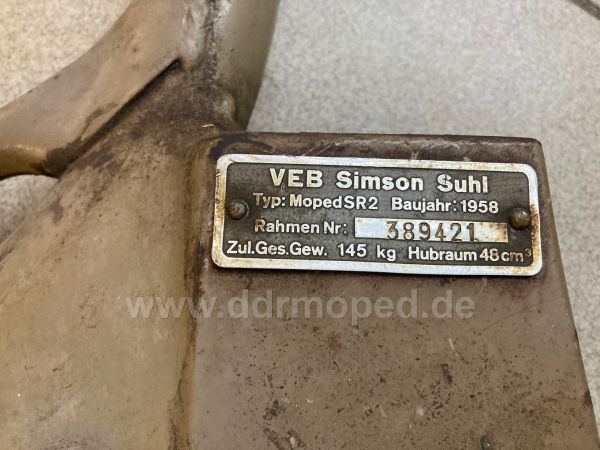 VEB Simson Suhl
Typ: Moped SR2 Baujahr: 1958
Rahmen Nr: 389421
Zul.Ges.Gew. 145 kg Hubraum 48 cm³
www.ddrmoped.de